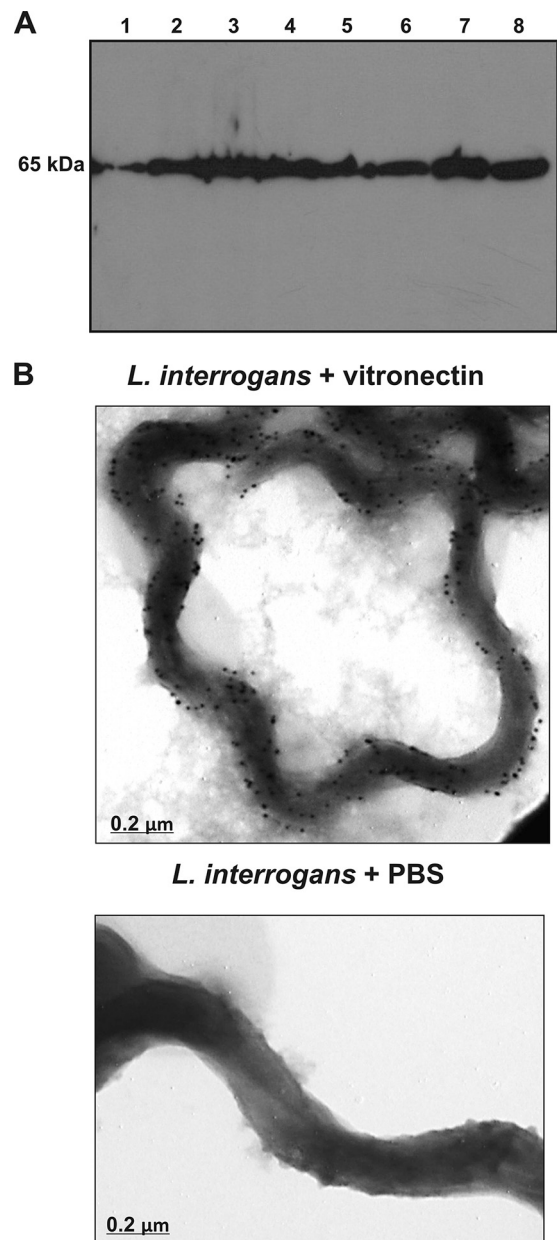 A
1 2 3 4 5 6 7 8
65 kDa
B
L. interrogans + vitronectin
0.2 µm
L. interrogans + PBS
0.2 µm